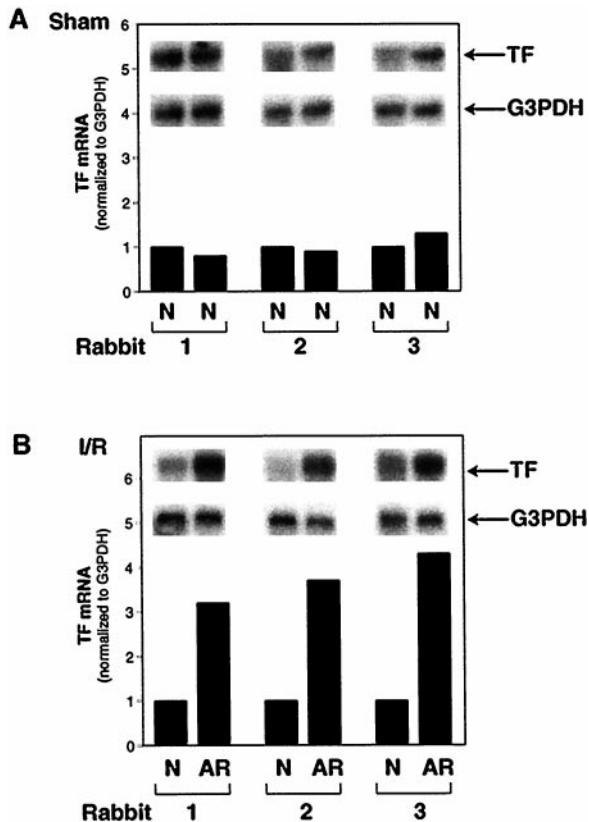 A Sham
TF
G3PDH
TF mRNA
(normalized to G3PDH)
6
5
4
3
2
1
0
N N N N N N
Rabbit 1 2 3
B I/R
TF
G3PDH
TF mRNA
(normalized to G3PDH)
6
5
4
3
2
1
0
N AR N AR N AR
Rabbit 1 2 3